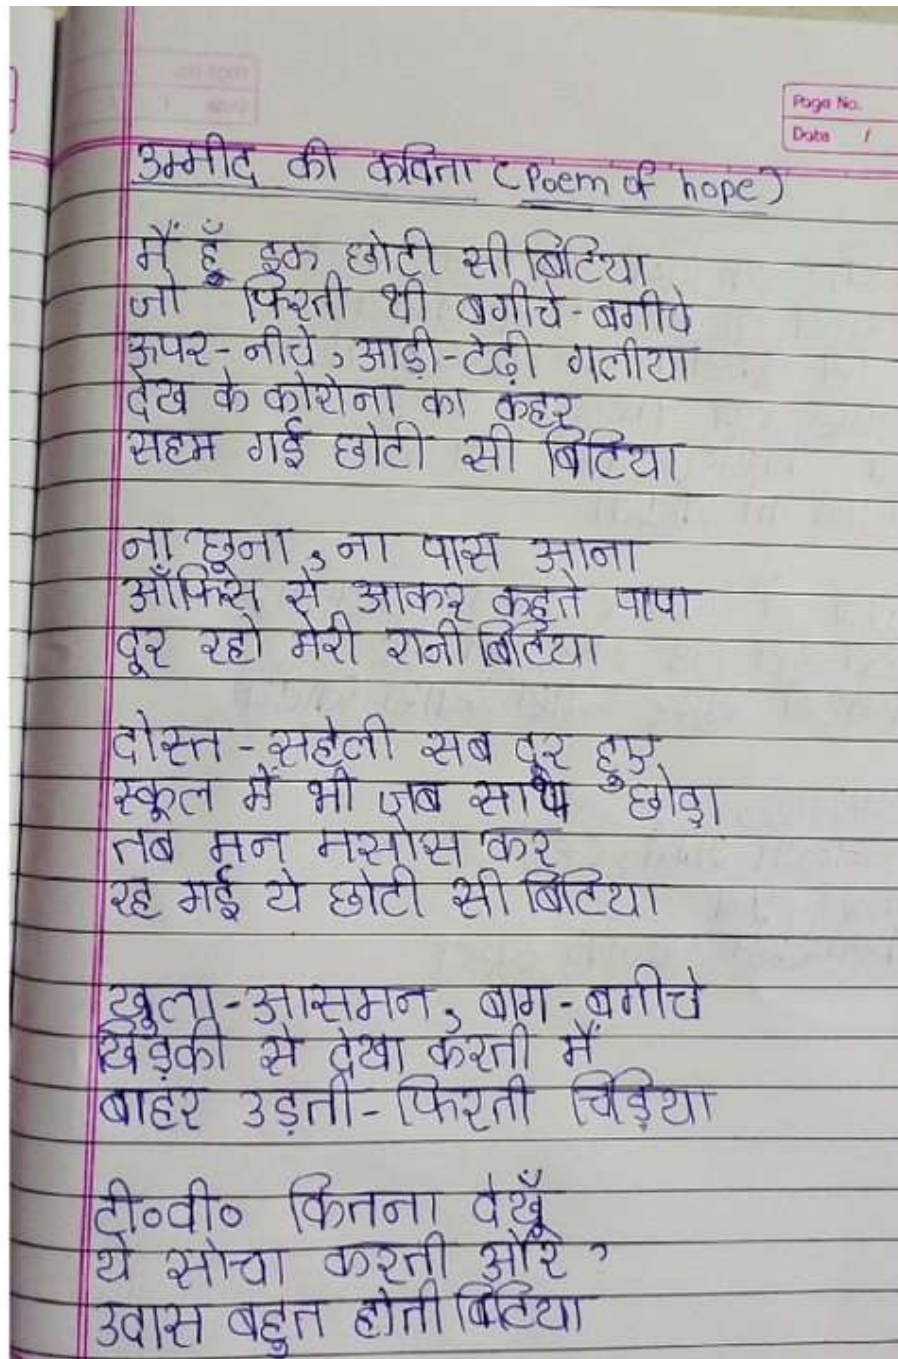 Page No.
Date /
उम्मीद की कविता (Poem of hope)
मैं हूँ इक छोटी सी बिटिया
जो फिरती थी बगीचे-बगीचे
ऊपर-नीचे, आड़ी-टेढ़ी गलीया
देख के कोरोना का कहर
सहम गई छोटी सी बिटिया
ना छूना, ना पास आना
ऑफिस से आकर कहते पापा
दूर रहो मेरी रानी बिटिया
दोस्त-सहेली सब दूर हुए
स्कूल में भी जब साथ छोड़ा
तब मन मसोस कर
रह गई ये छोटी सी बिटिया
खुला-आसमन, बाग-बगीचे
खिड़की से देखा करती मैं
बाहर उड़ती-फिरती चिड़िया
टी०वी० कितना देखूँ
ये सोचा करती और,
उदास बहुत होती बिटिया